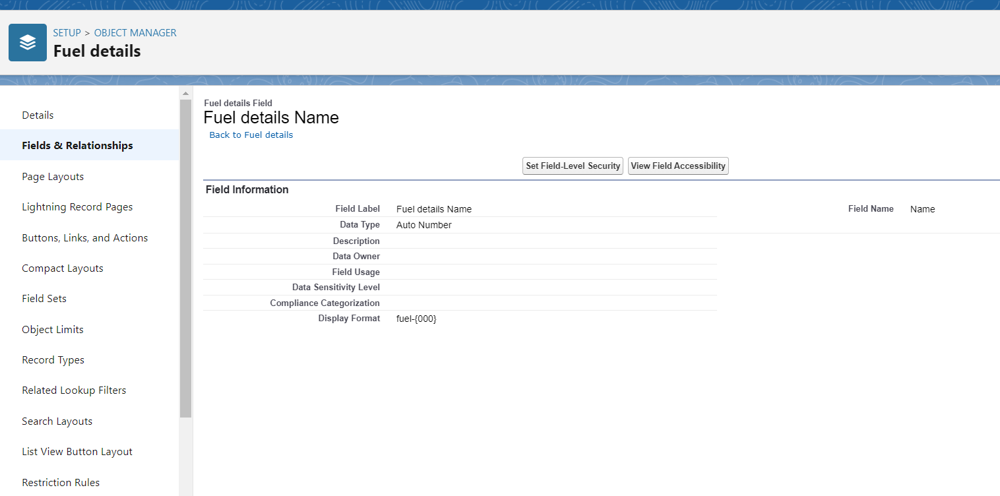 SETUP > OBJECT MANAGER
Fuel details
Details
Fields & Relationships
Page Layouts
Lightning Record Pages
Buttons, Links, and Actions
Compact Layouts
Field Sets
Object Limits
Record Types
Related Lookup Filters
Search Layouts
List View Button Layout
Restriction Rules
Fuel details Field
Fuel details Name
Back to Fuel details
Set Field-Level Security View Field Accessibility
Field Information
Field Label Fuel details Name Field Name Name
Data Type Auto Number
Description
Data Owner
Field Usage
Data Sensitivity Level
Compliance Categorization
Display Format fuel-{000}